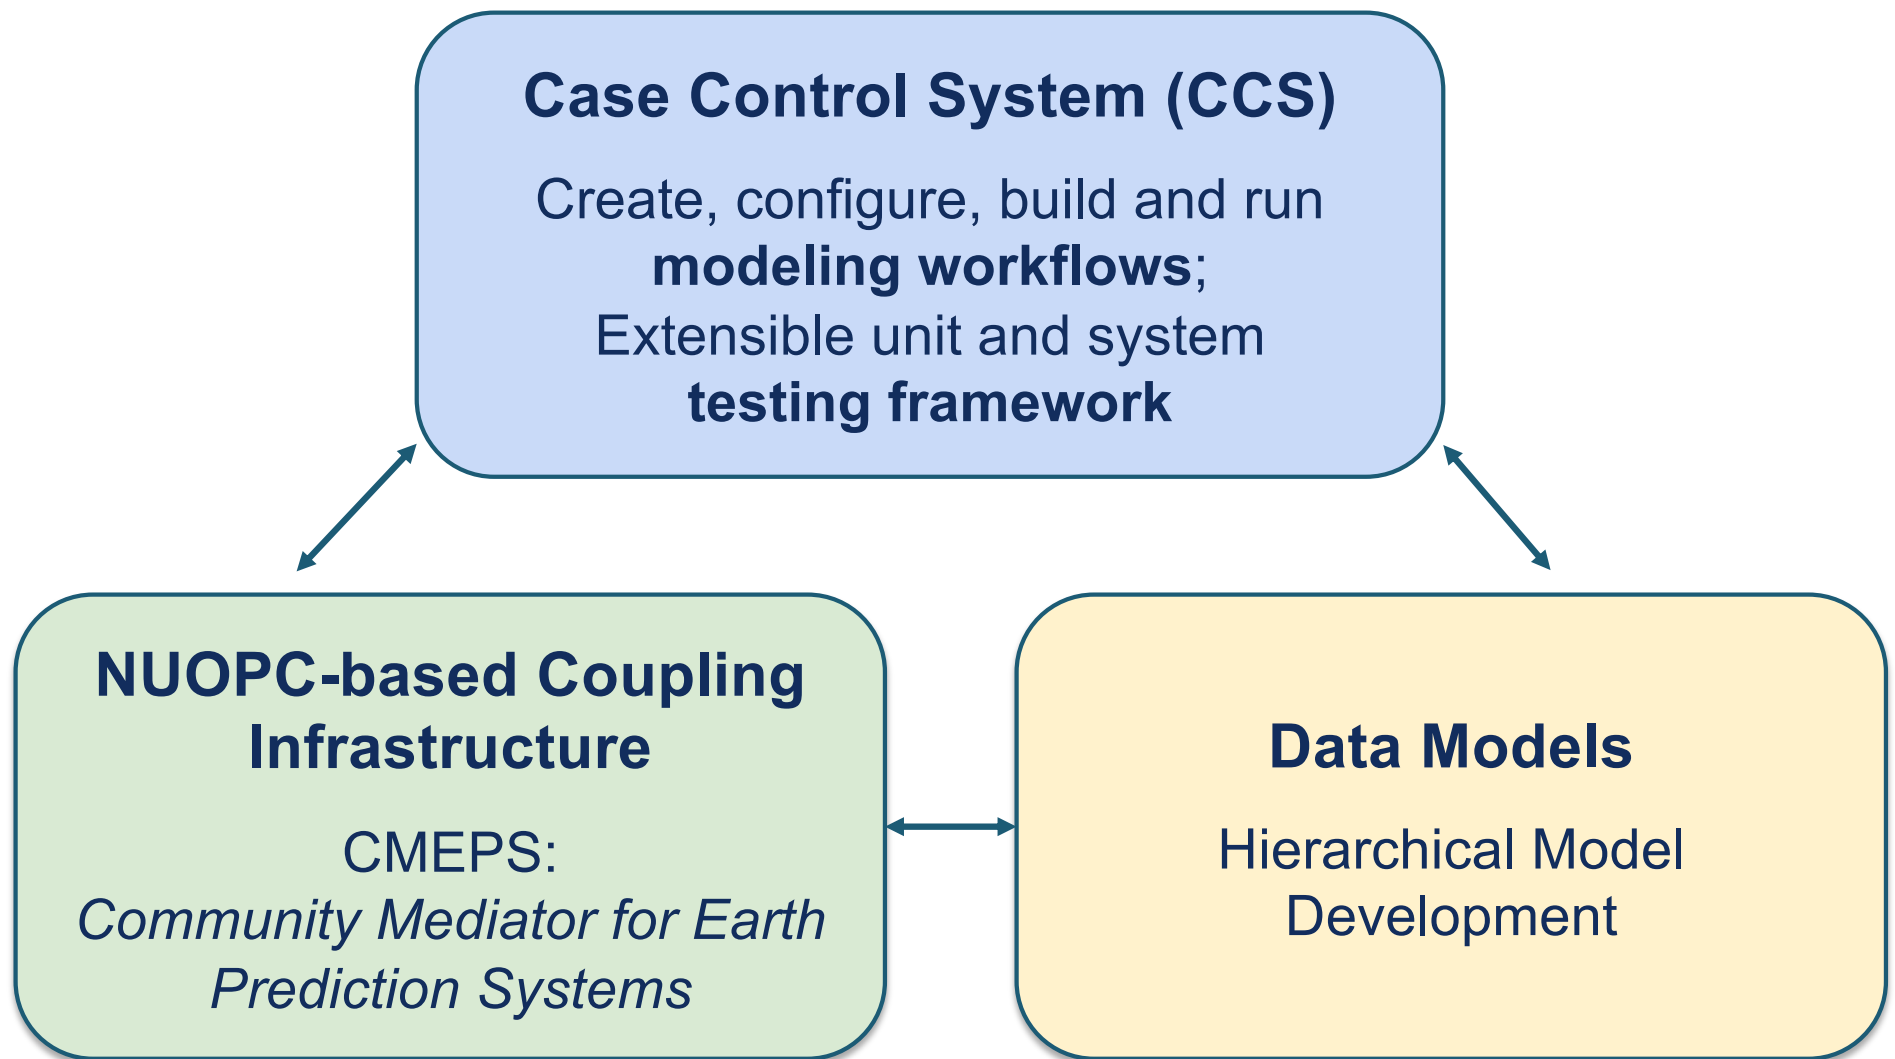 Case Control System (CCS)
Create, configure, build and run
modeling workflows;
Extensible unit and system
testing framework
NUOPC-based Coupling
Infrastructure
CMEPS:
Community Mediator for Earth
Prediction Systems
Data Models
Hierarchical Model
Development